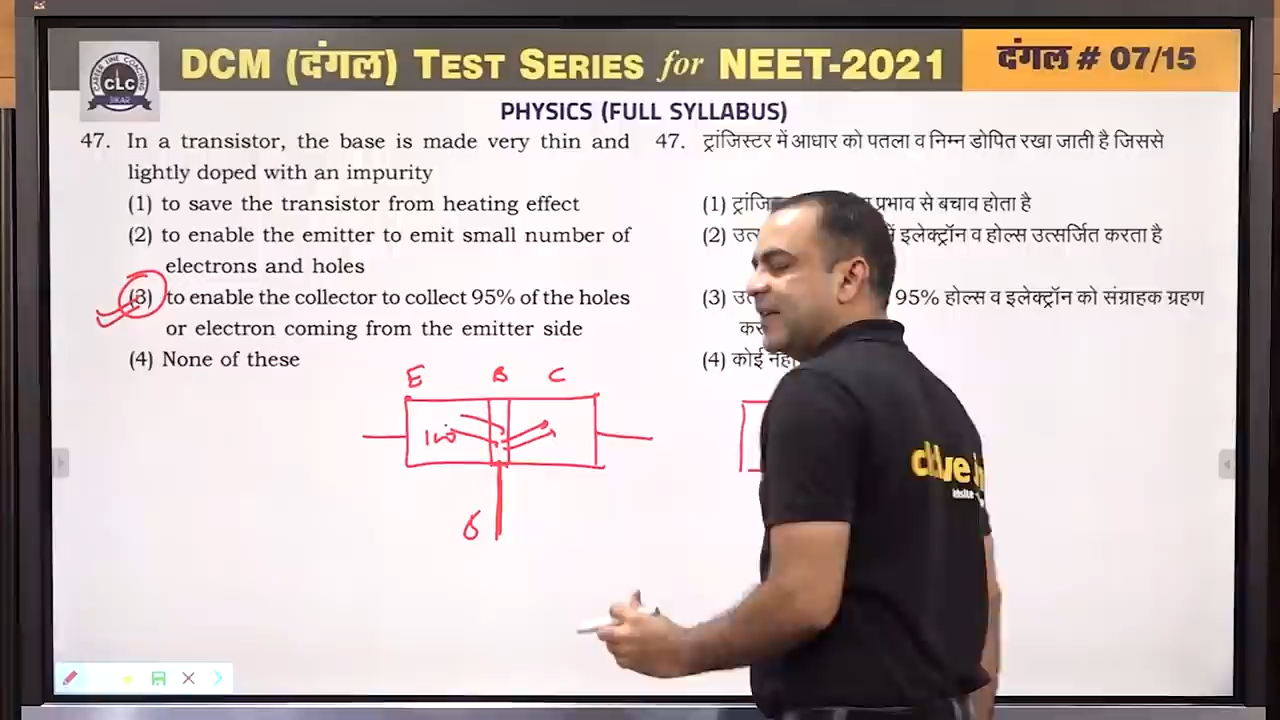 DCM (दंगल) TEST SERIES for NEET-2021
दंगल # 07/15
CLC
SIKAR
PHYSICS (FULL SYLLABUS)
47. In a transistor, the base is made very thin and
lightly doped with an impurity
(1) to save the transistor from heating effect
(2) to enable the emitter to emit small number of
electrons and holes
(3) to enable the collector to collect 95% of the holes
or electron coming from the emitter side
(4) None of these
47. ट्रांजिस्टर में आधार को पतला व निम्न डोपित रखा जाती है जिससे
(1) प्रभाव से बचाव होता है
(2) इलेक्ट्रॉन व होल्स उत्सर्जित करता है
(3) 95% होल्स व इलेक्ट्रॉन को संग्राहक ग्रहण
(4) कोई
E B C
100